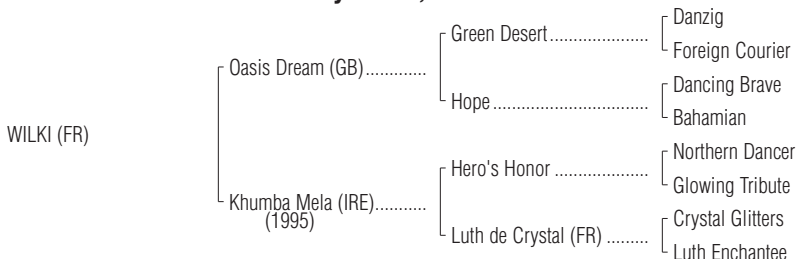 Danzig
Green Desert.....................
Foreign Courier
Oasis Dream (GB).............
Dancing Brave
Hope.................................
Bahamian
WILKI (FR)
Northern Dancer
Hero's Honor ....................
Glowing Tribute
Khumba Mela (IRE)...........
(1995)
Crystal Glitters
Luth de Crystal (FR) .........
Luth Enchantee